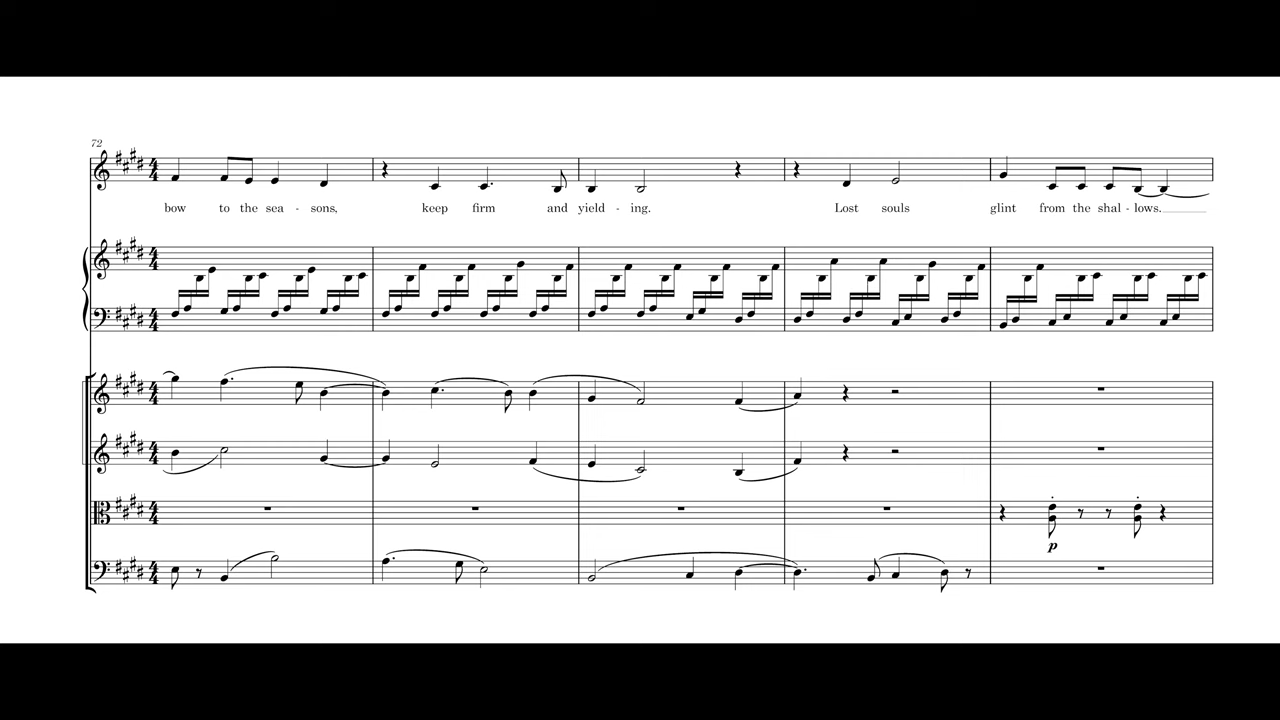 72
bow to the sea - sons, keep firm and yield - ing. Lost souls glint from the shal - lows.
p